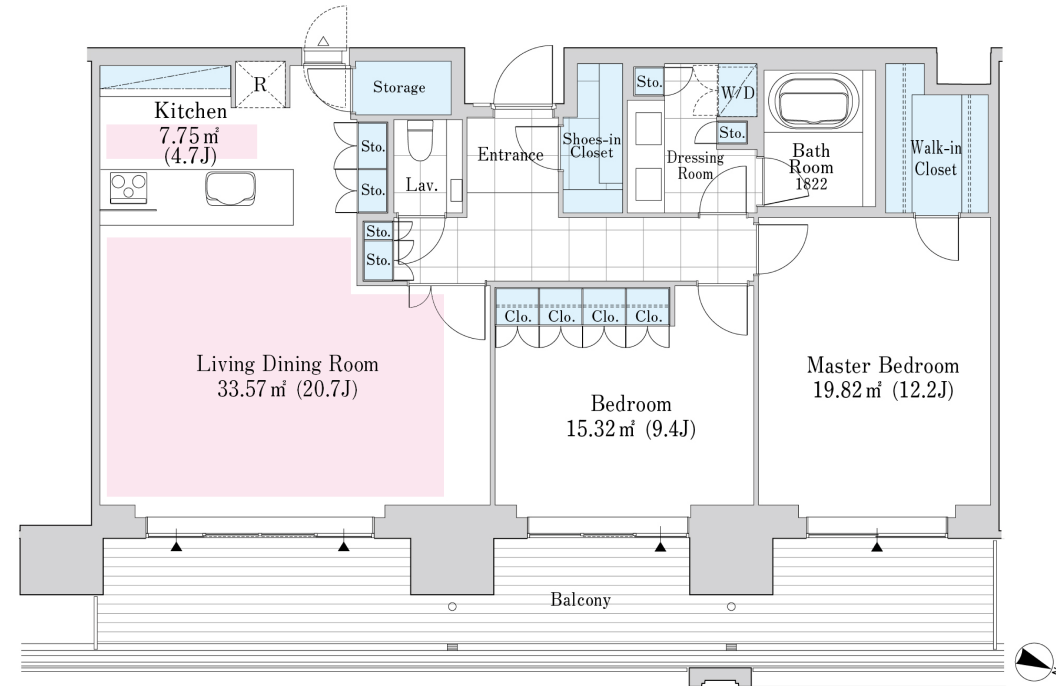 R
Storage
Kitchen
7.75㎡
(4.7J)
Sto.
Sto.
Lav.
Entrance
Shoes-in
Closet
Sto.
W/D
Sto.
Dressing
Room
Bath
Room
1822
Walk-in
Closet
Sto.
Sto.
Clo.
Clo.
Clo.
Clo.
Living Dining Room
33.57㎡ (20.7J)
Bedroom
15.32㎡ (9.4J)
Master Bedroom
19.82㎡ (12.2J)
Balcony